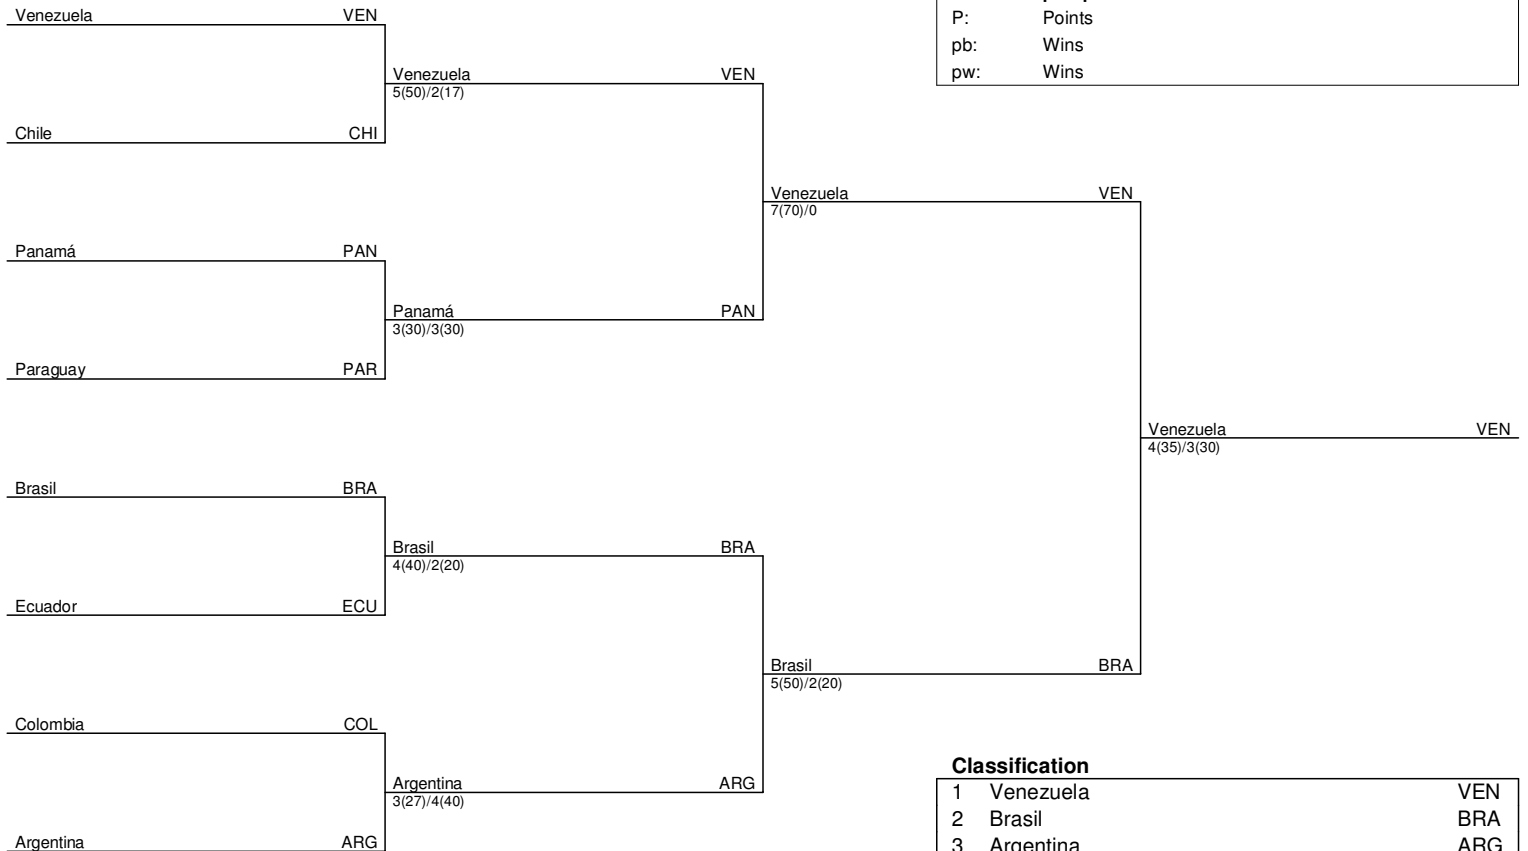 Venezuela VEN
P: Points
pb: Wins
Venezuela VEN
pw: Wins
5(50)/2(17)
Chile CHI
Venezuela VEN
7(70)/0
Panamá PAN
Panamá PAN
3(30)/3(30)
Paraguay PAR
Venezuela VEN
4(35)/3(30)
Brasil BRA
Brasil BRA
4(40)/2(20)
Ecuador ECU
Brasil BRA
5(50)/2(20)
Colombia COL
Classification
Argentina ARG
3(27)/4(40)
1 Venezuela VEN
2 Brasil BRA
3 Argentina ARG
Argentina ARG